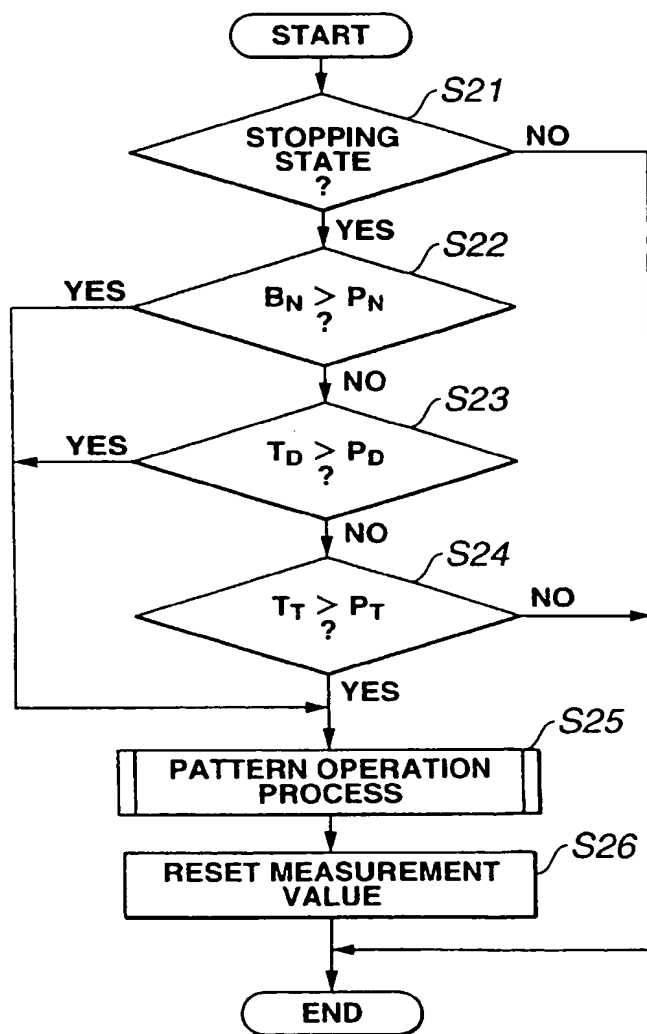 START
S21
STOPPING
STATE
?
NO
YES
S22
YES
B_N > P_N
?
NO
S23
YES
T_D > P_D
?
NO
S24
T_T > P_T
?
NO
YES
S25
PATTERN OPERATION
PROCESS
S26
RESET MEASUREMENT
VALUE
END